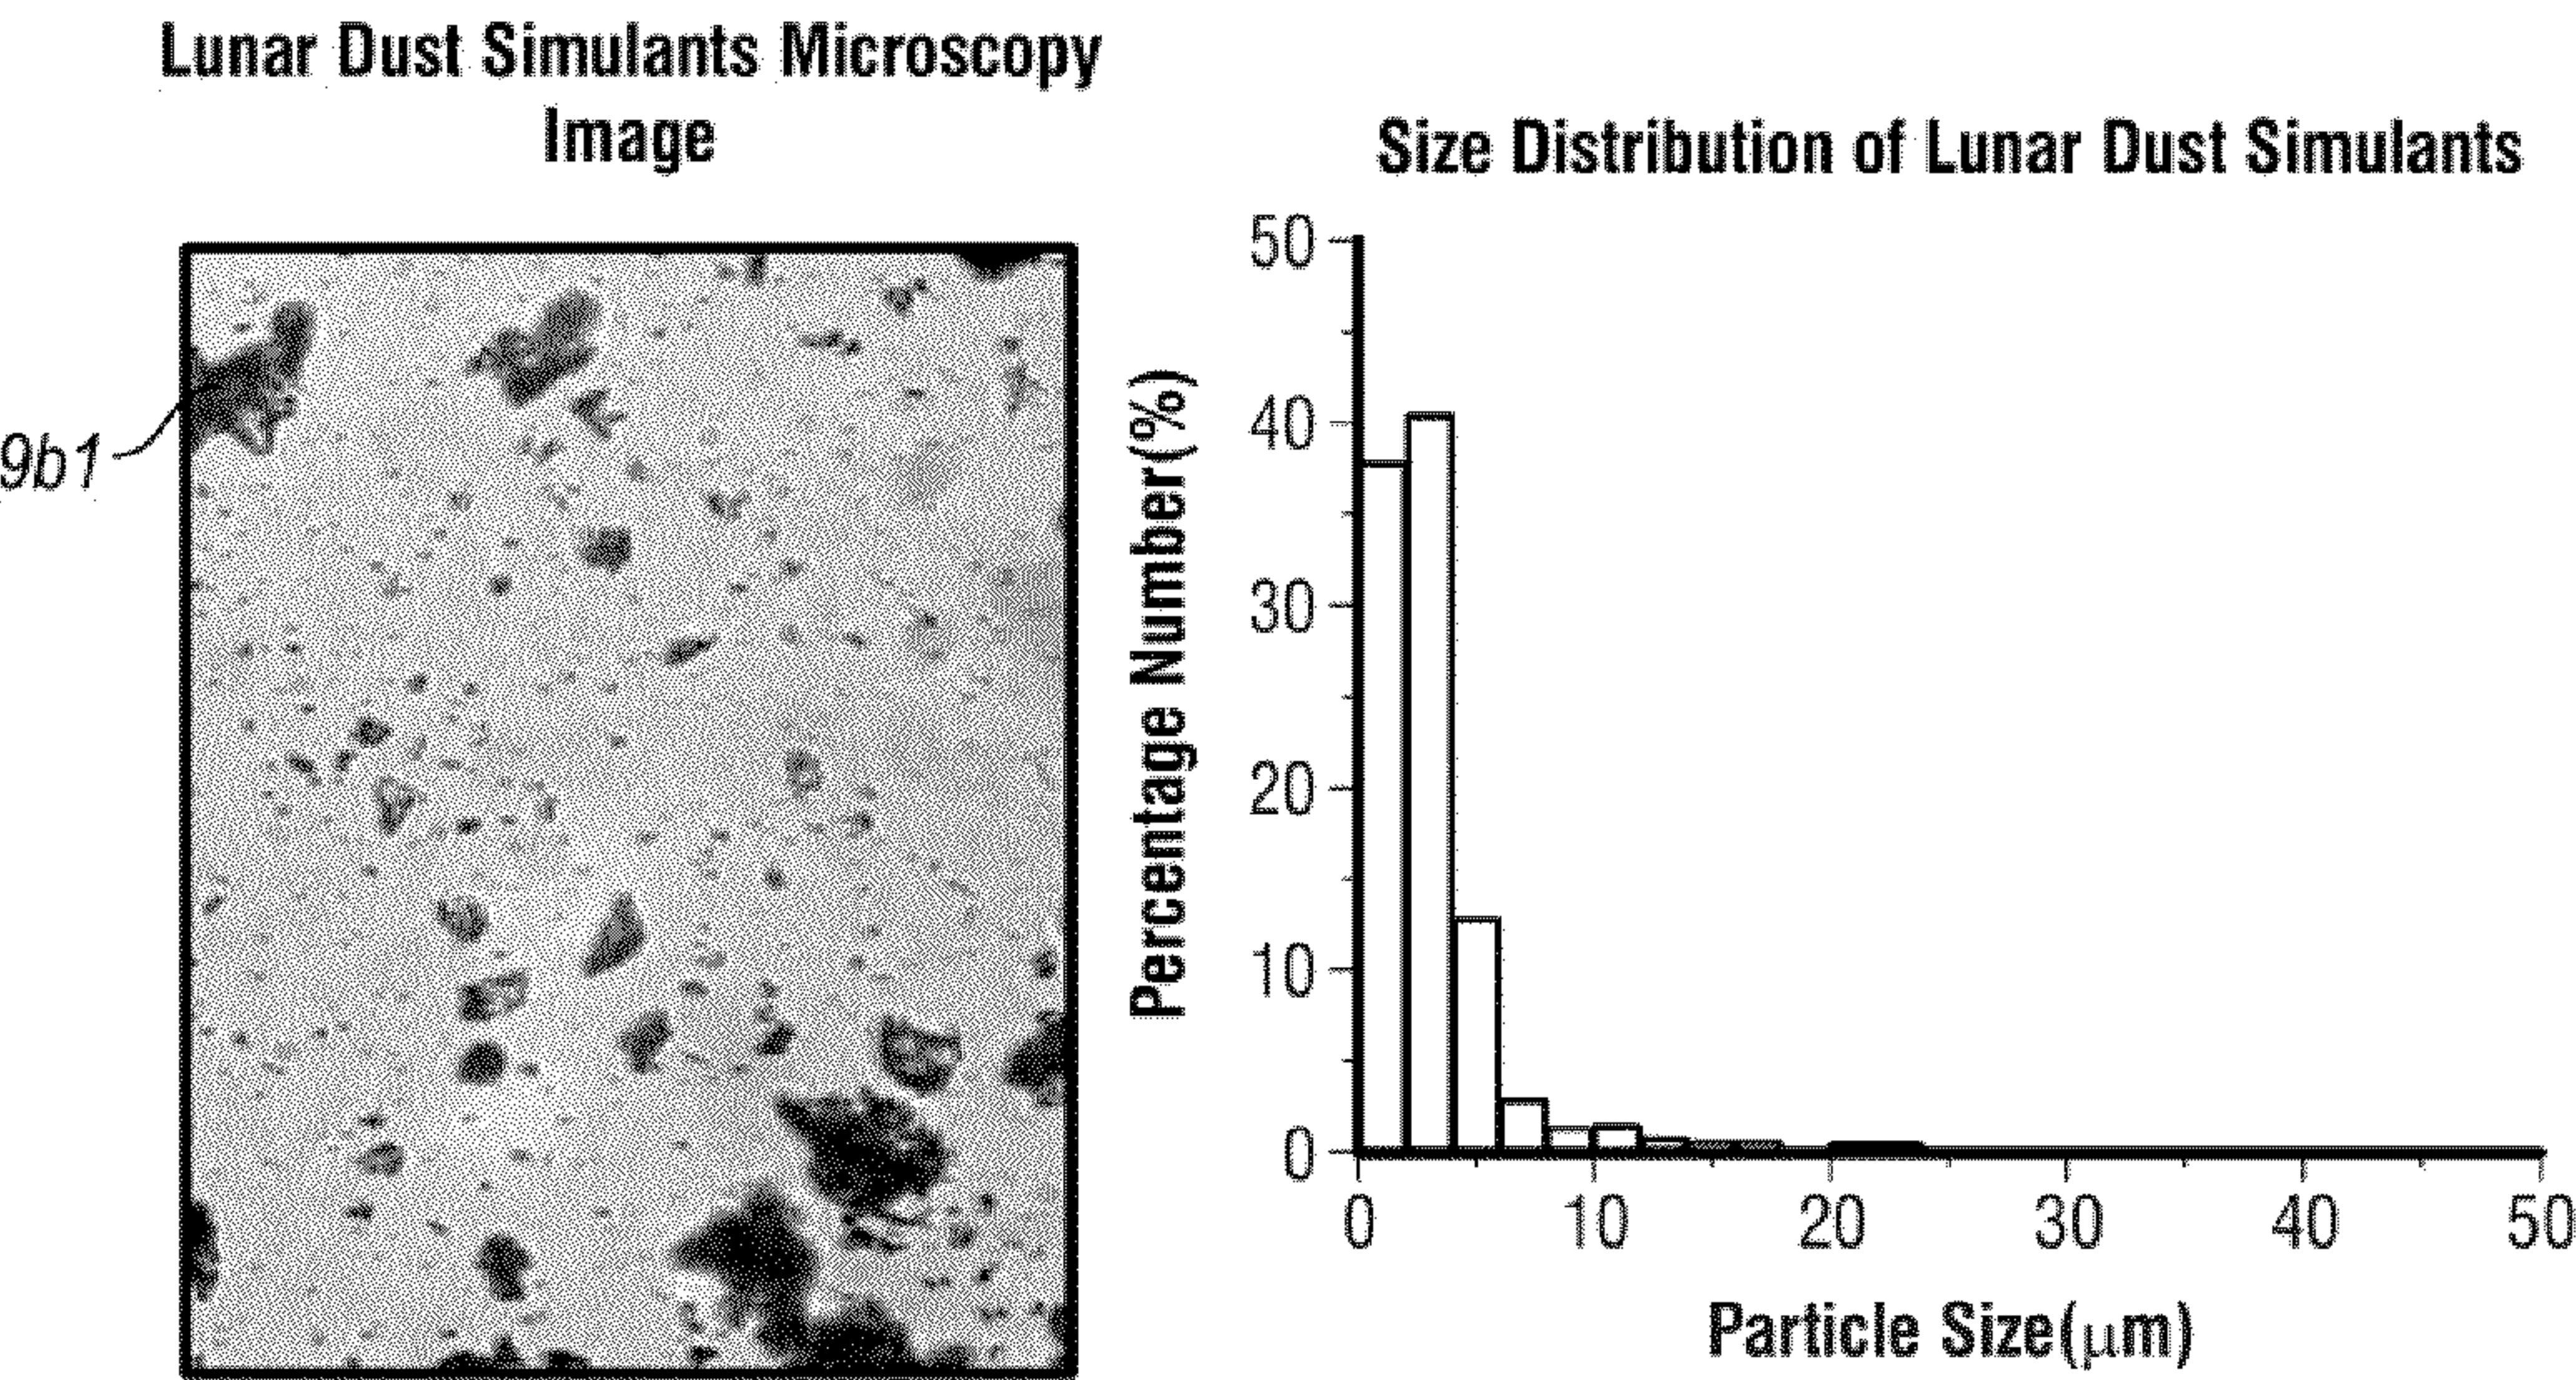 Lunar Dust Simulants Microscopy
Image
9b1
Size Distribution of Lunar Dust Simulants
Percentage Number(%)
50
40
30
20
10
0
0 10 20 30 40 50
Particle Size(μm)